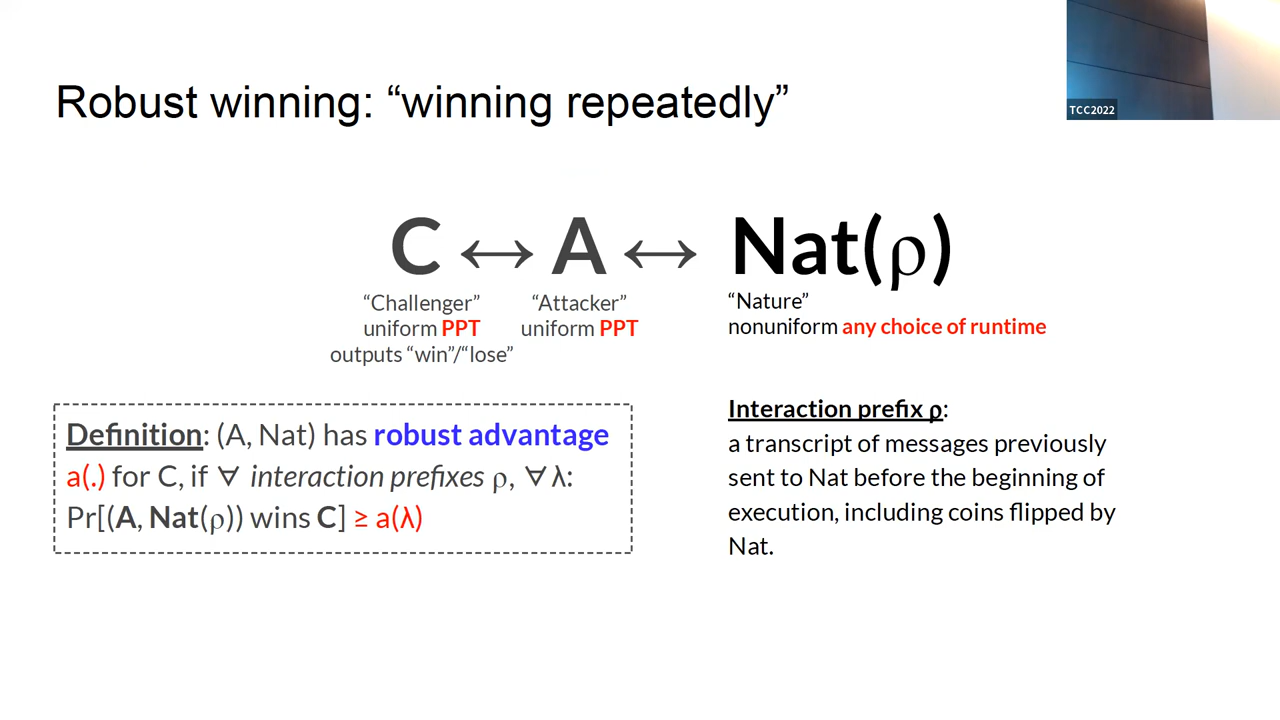 TCC2022
Robust winning: “winning repeatedly”
C ↔ A ↔ Nat(ρ)
“Challenger”
uniform PPT
outputs “win”/“lose”
“Attacker”
uniform PPT
“Nature”
nonuniform any choice of runtime
Definition: (A, Nat) has robust advantage
a(.) for C, if ∀ interaction prefixes ρ, ∀ λ:
Pr[(A, Nat(ρ)) wins C] ≥ a(λ)
Interaction prefix ρ:
a transcript of messages previously
sent to Nat before the beginning of
execution, including coins flipped by
Nat.